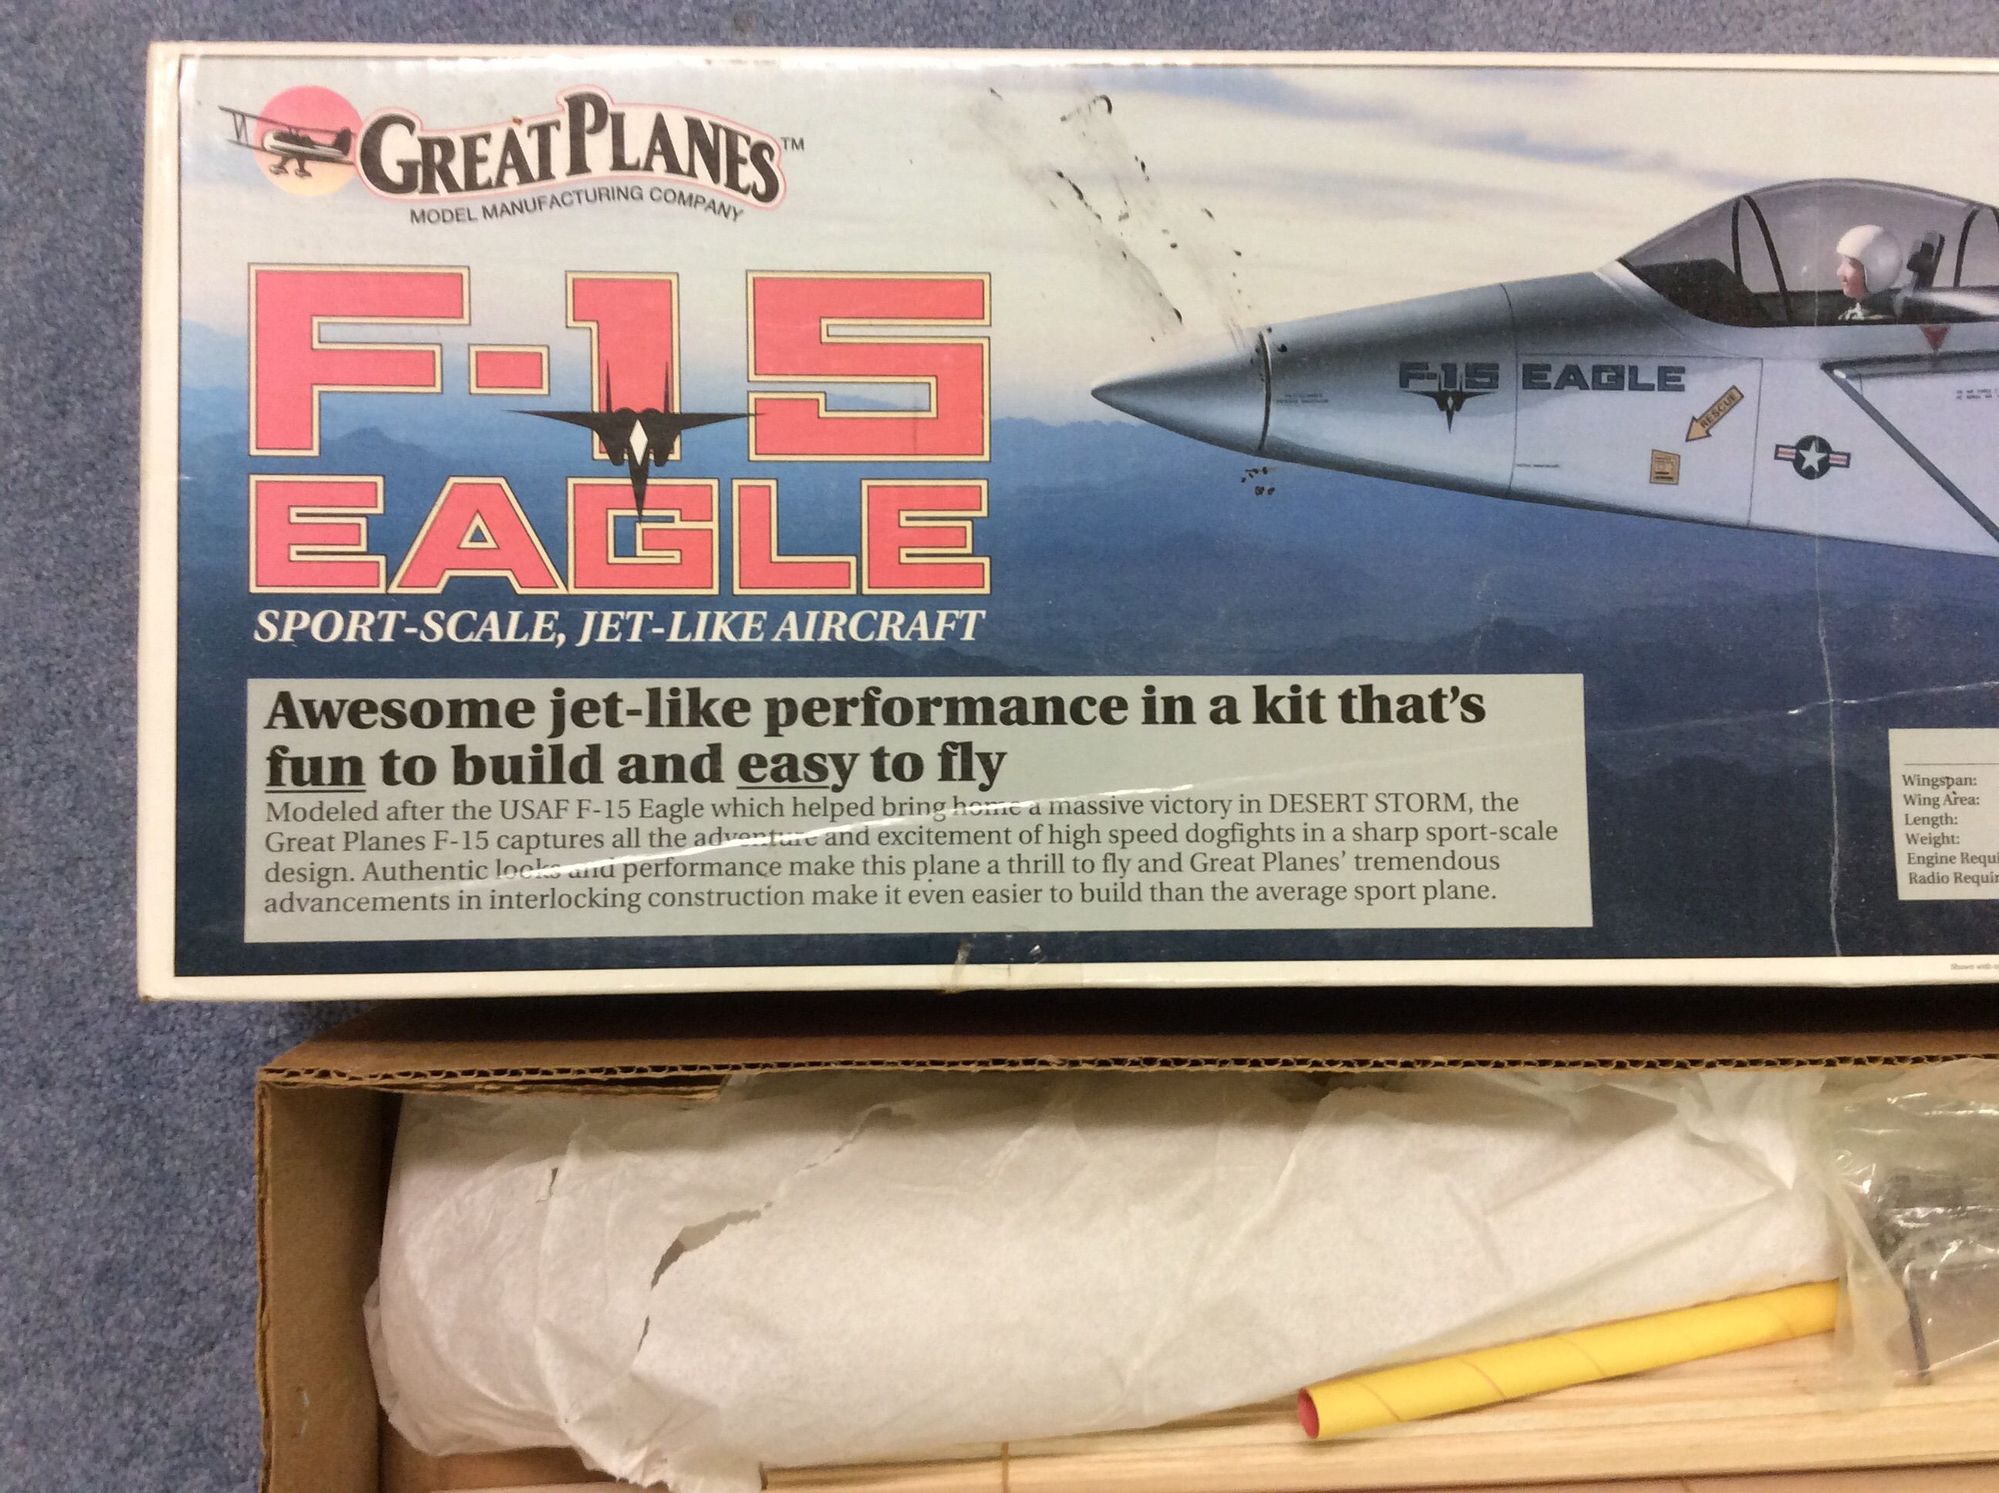 GREAT PLANES™
MODEL MANUFACTURING COMPANY
F-15
EAGLE
SPORT-SCALE, JET-LIKE AIRCRAFT
Awesome jet-like performance in a kit that's
fun to build and easy to fly
Modeled after the USAF F-15 Eagle which helped bring home a massive victory in DESERT STORM, the
Great Planes F-15 captures all the adventure and excitement of high speed dogfights in a sharp sport-scale
design. Authentic looks and performance make this plane a thrill to fly and Great Planes' tremendous
advancements in interlocking construction make it even easier to build than the average sport plane.
F-15 EAGLE
RESCUE
Wingspan:
Wing Area:
Length:
Weight:
Engine Requi
Radio Requir